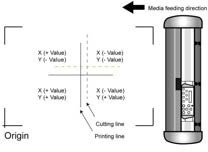 Media feeding direction
X (+ Value) X (- Value)
Y (- Value) Y (- Value)
X (+ Value) X (- Value)
Y (+ Value) Y (+ Value)
Cutting line
Printing line
Origin